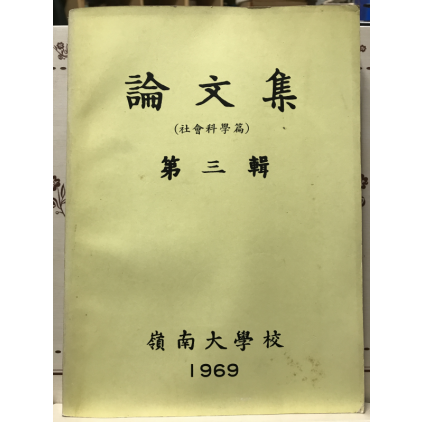 論文集
(社會科學篇)
第三輯
嶺南大學校
1969